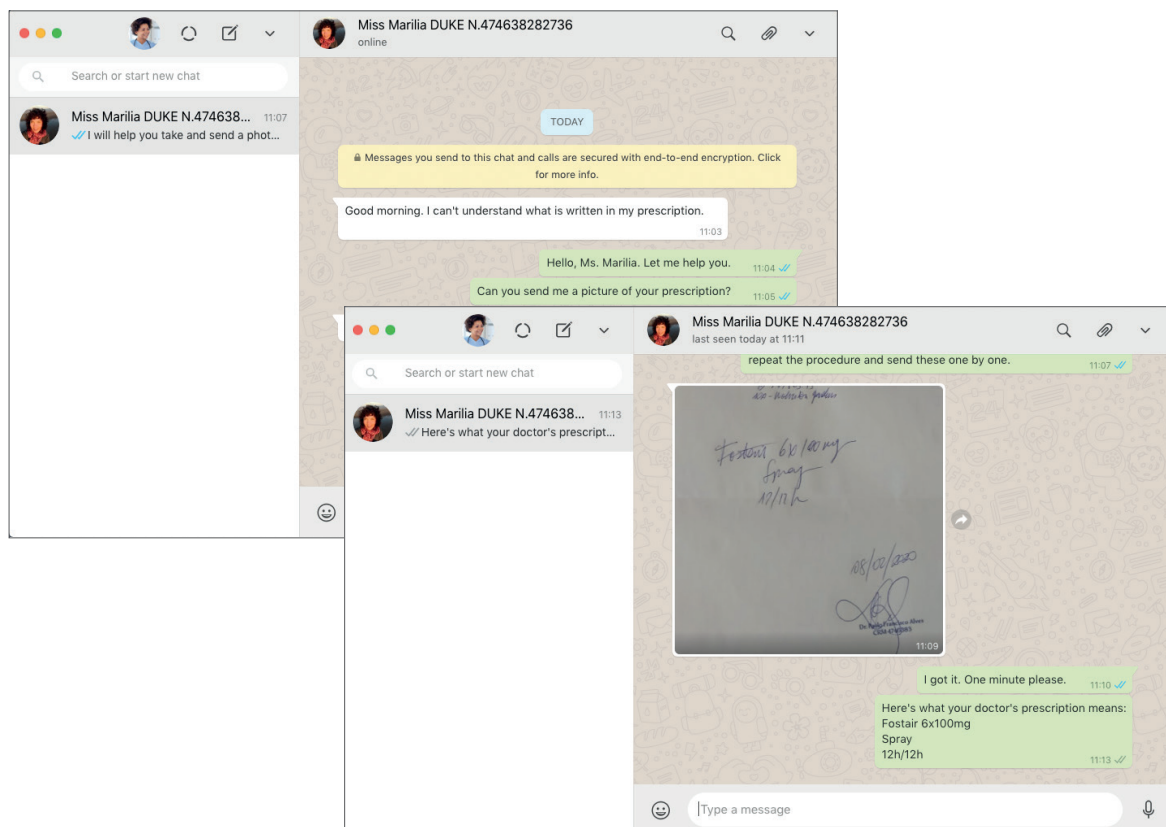 Miss Marilia DUKE N.474638282736
online
Search or start new chat
Miss Marilia DUKE N.474638... 11:07
I will help you take and send a phot...
TODAY
Messages you send to this chat and calls are secured with end-to-end encryption. Click
for more info.
Good morning. I can't understand what is written in my prescription.
11:03
Hello, Ms. Marilia. Let me help you. 11:04
Can you send me a picture of your prescription? 11:05
Miss Marilia DUKE N.474638282736
last seen today at 11:11
Search or start new chat
Miss Marilia DUKE N.474638... 11:13
Here's what your doctor's prescript...
repeat the procedure and send these one by one.
11:07
6x100mg
Spray
12/12h
11:09
I got it. One minute please. 11:10
Here's what your doctor's prescription means:
Fostair 6x100mg
Spray
12h/12h
11:13
Type a message